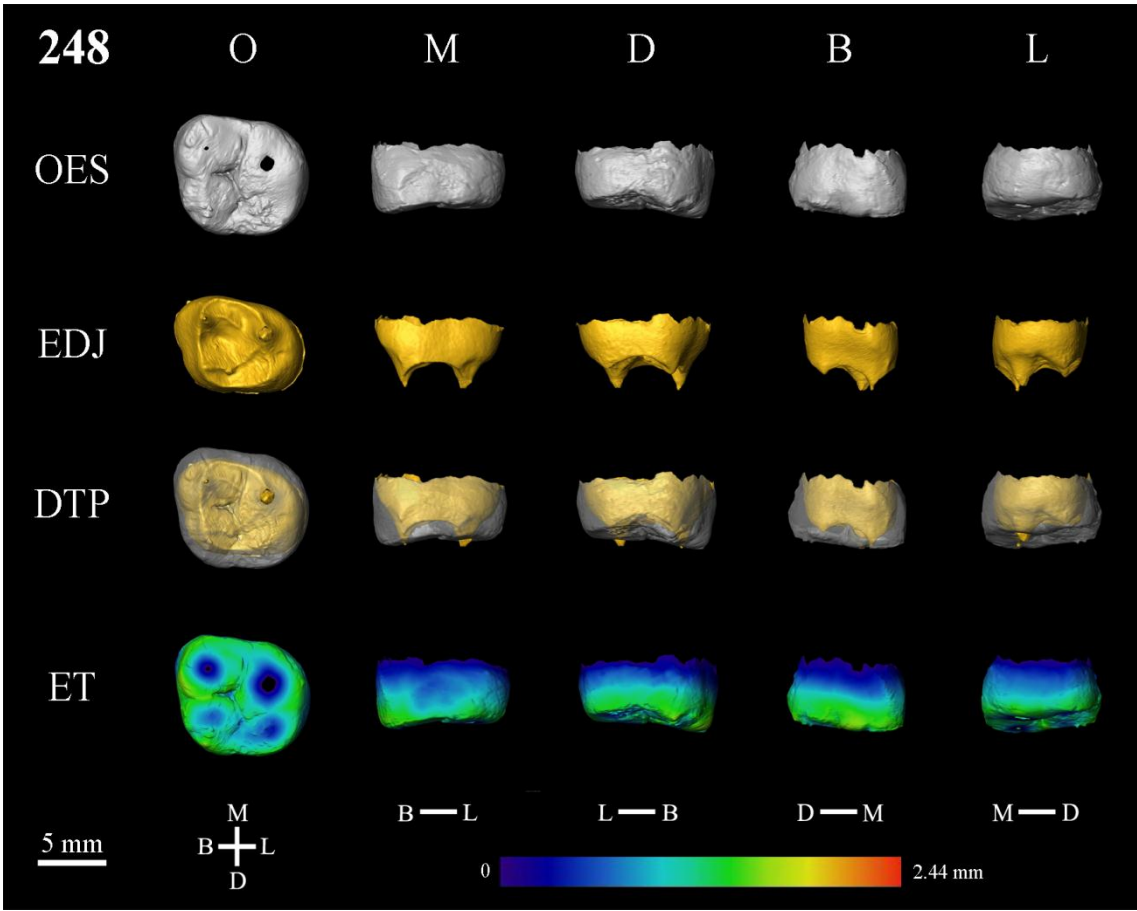 248 O M D B L
OES
EDJ
DTP
ET
M
B L
D
B — L
L — B
D — M
M — D
5 mm
0
2.44 mm